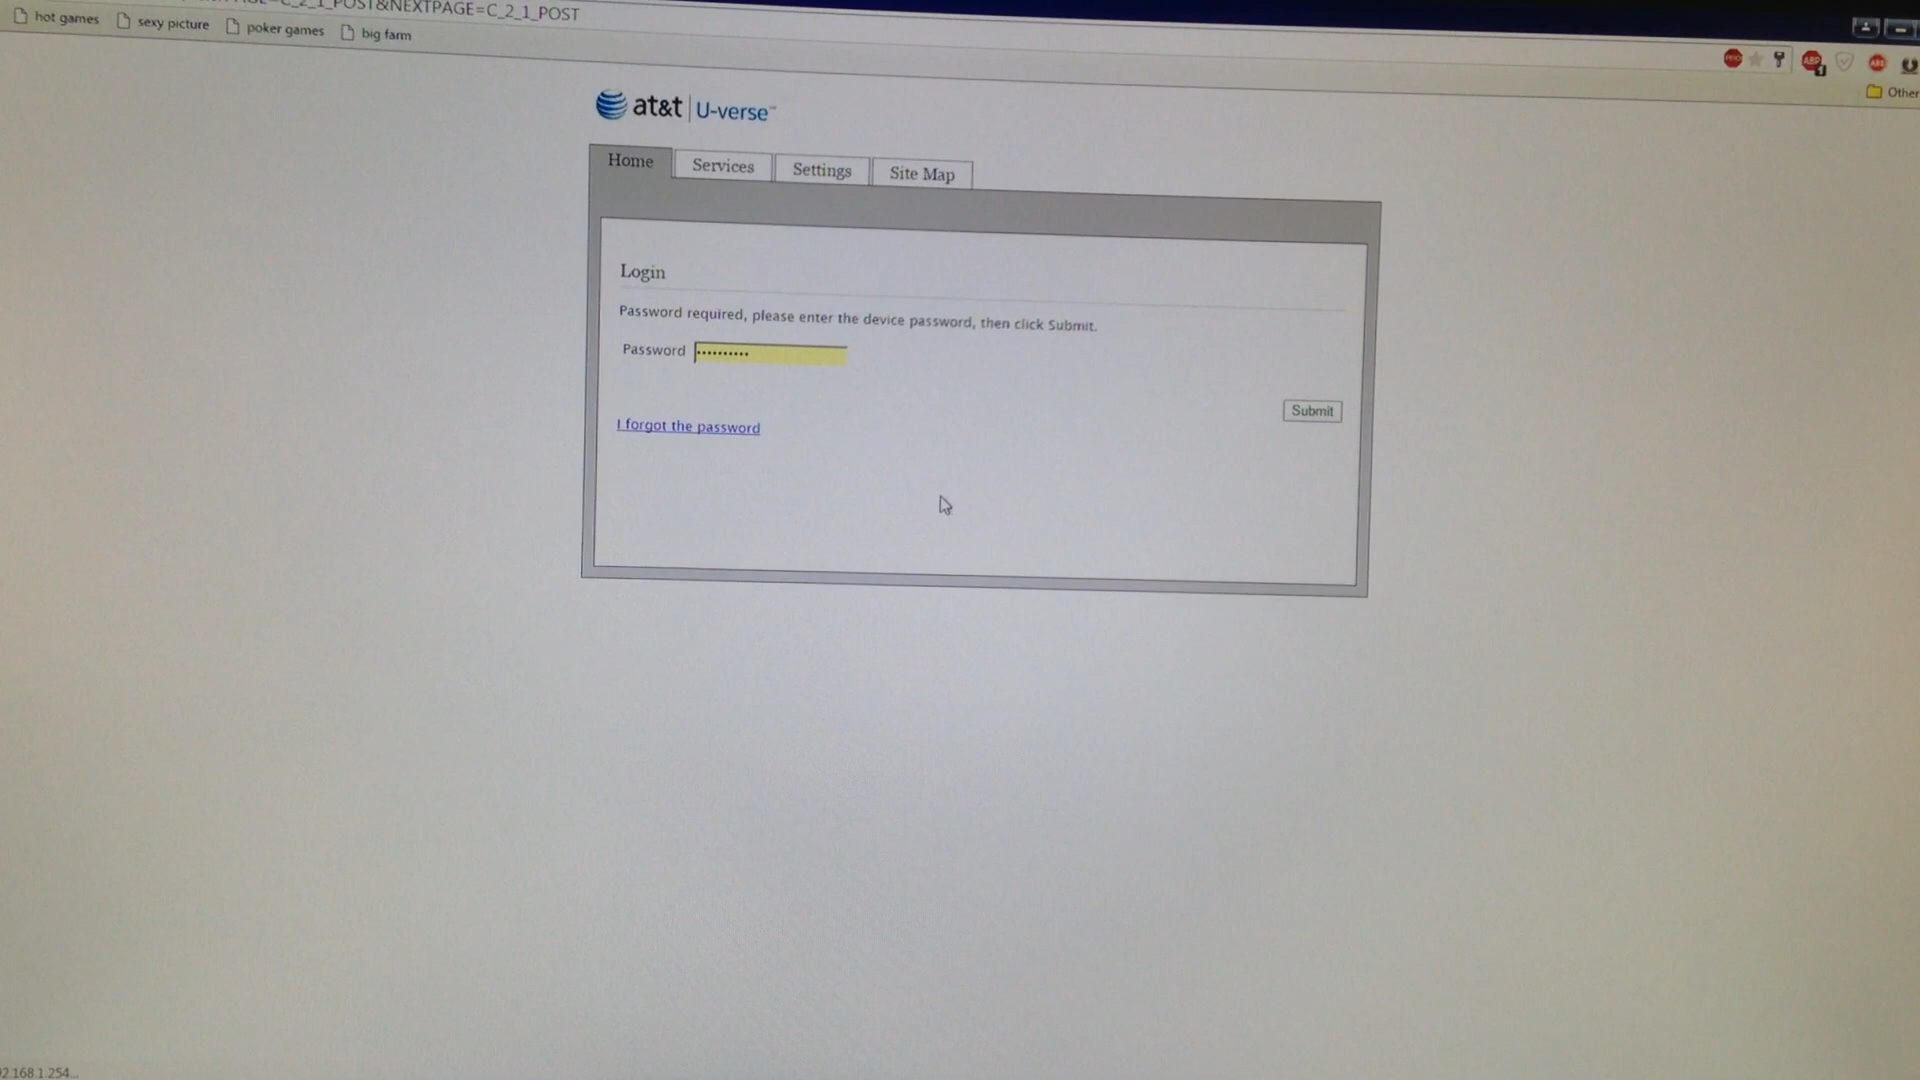 C_2_1_POST&NEXTPAGE=C_2_1_POST
hot games sexy picture poker games big farm
ABP
Other
at&t U-verse
Home Services Settings Site Map
Login
Password required, please enter the device password, then click Submit.
Password ••••••••••
Submit
I forgot the password
2.168.1.254...